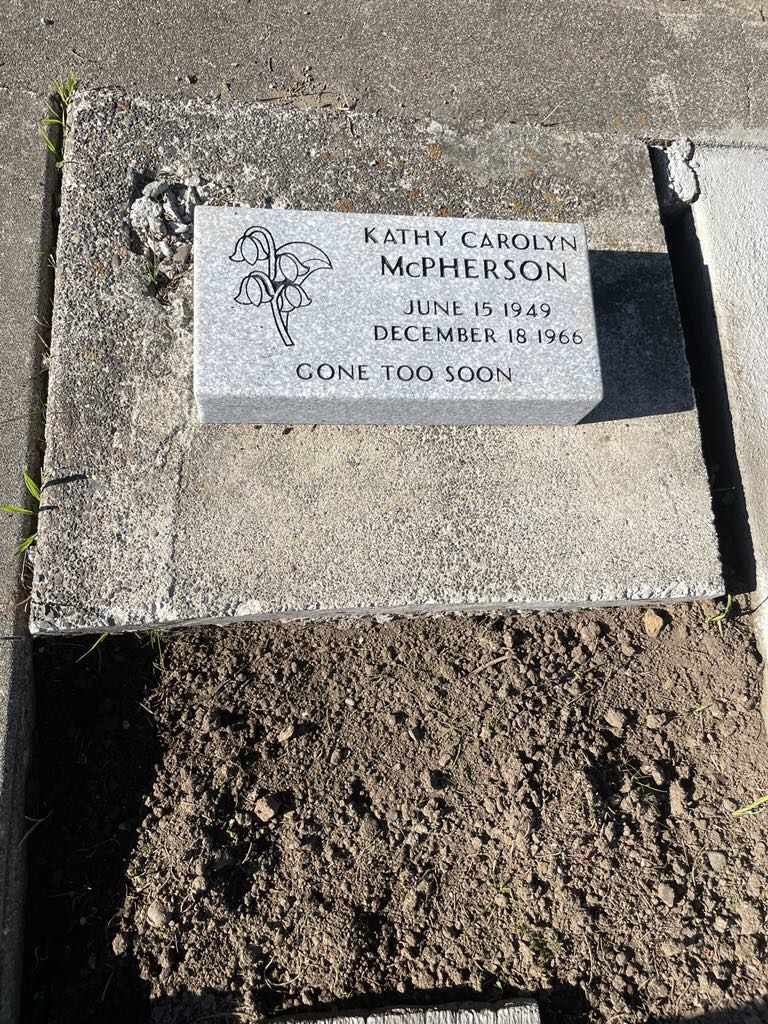 KATHY CAROLYN
McPHERSON
JUNE 15 1949
DECEMBER 18 1966
GONE TOO SOON